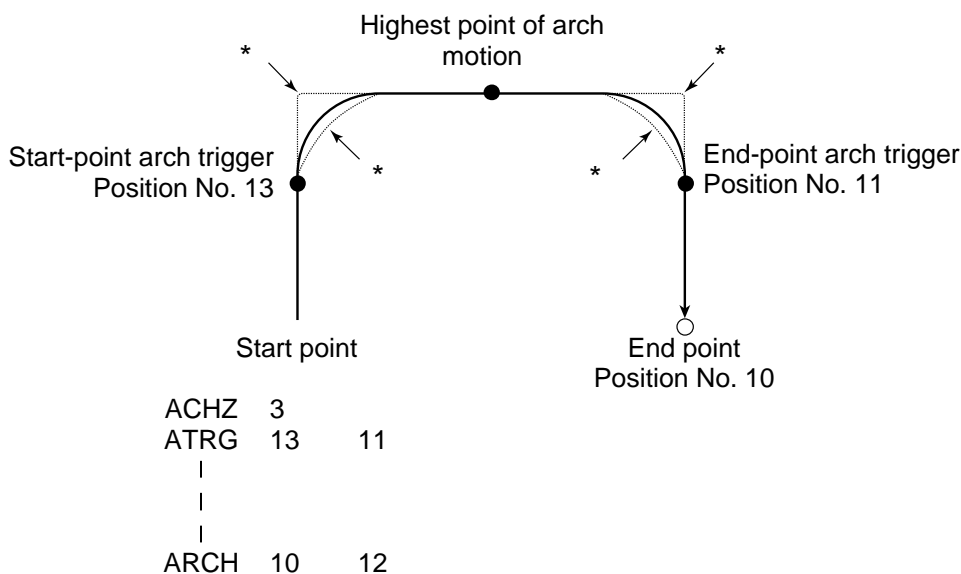 Highest point of arch
motion
*
*
Start-point arch trigger
Position No. 13
*
*
End-point arch trigger
Position No. 11
Start point
End point
Position No. 10
ACHZ 3
ATRG 13 11
|
|
|
ARCH 10 12